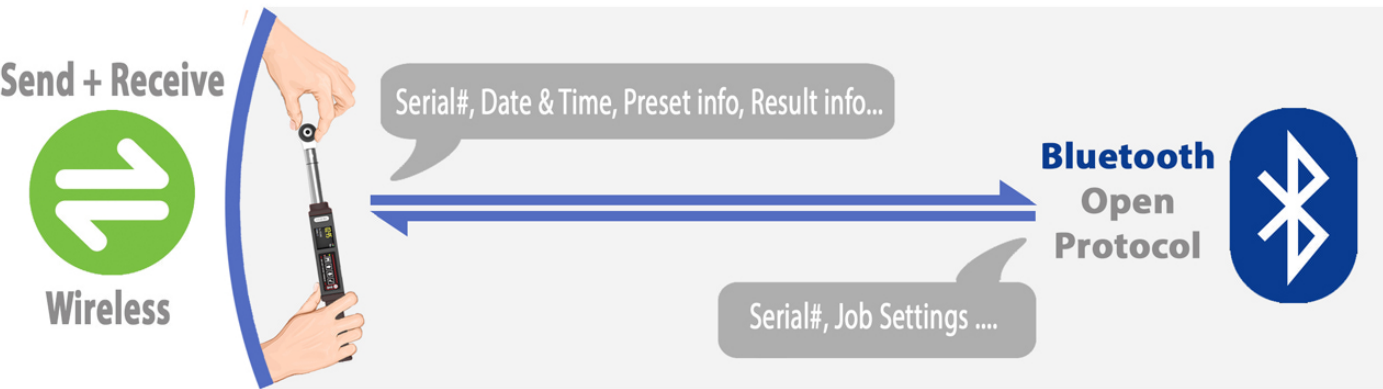 Send + Receive
Wireless
Serial#, Date & Time, Preset info, Result info...
Bluetooth
Open
Protocol
Serial#, Job Settings ....